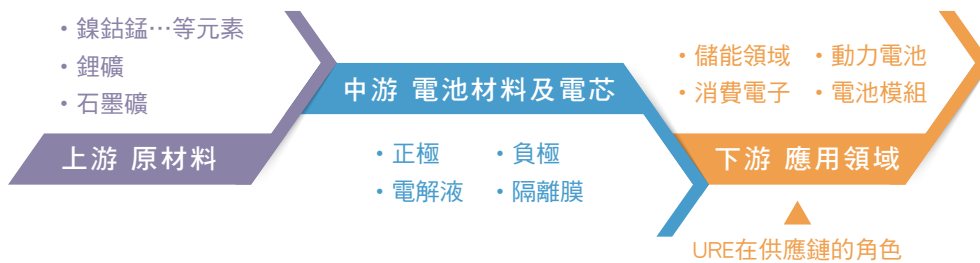 ・鎳鈷錳…等元素
・鋰礦
・石墨礦
上游 原材料
中游 電池材料及電芯
・正極 ・負極
・電解液 ・隔離膜
・儲能領域 ・動力電池
・消費電子 ・電池模組
下游 應用領域
URE在供應鏈的角色